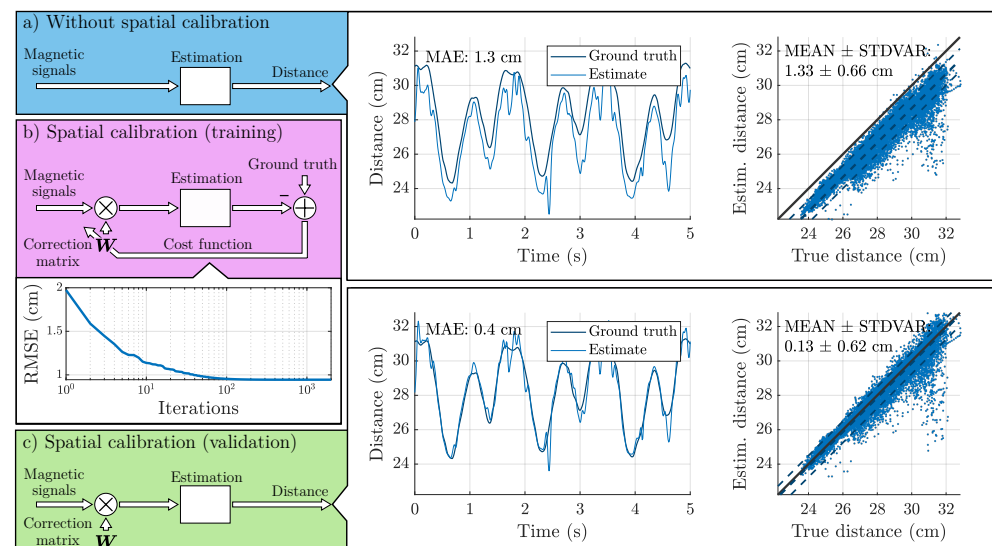 a) Without spatial calibration
Magnetic
signals
Estimation
Distance
b) Spatial calibration (training)
Ground truth
Magnetic
signals
Estimation
−
Correction
matrix
W
Cost function
RMSE (cm)
2
1.5
1
10^0
10^1
10^2
10^3
Iterations
c) Spatial calibration (validation)
Magnetic
signals
Estimation
Distance
Correction
matrix
W
MAE: 1.3 cm
Ground truth
Estimate
Distance (cm)
32
30
28
26
24
0
1
2
3
4
5
Time (s)
MEAN ± STDVAR:
1.33 ± 0.66 cm
Estim. distance (cm)
32
30
28
26
24
24
26
28
30
32
True distance (cm)
MAE: 0.4 cm
Ground truth
Estimate
Distance (cm)
32
30
28
26
24
0
1
2
3
4
5
Time (s)
MEAN ± STDVAR:
0.13 ± 0.62 cm
Estim. distance (cm)
32
30
28
26
24
24
26
28
30
32
True distance (cm)